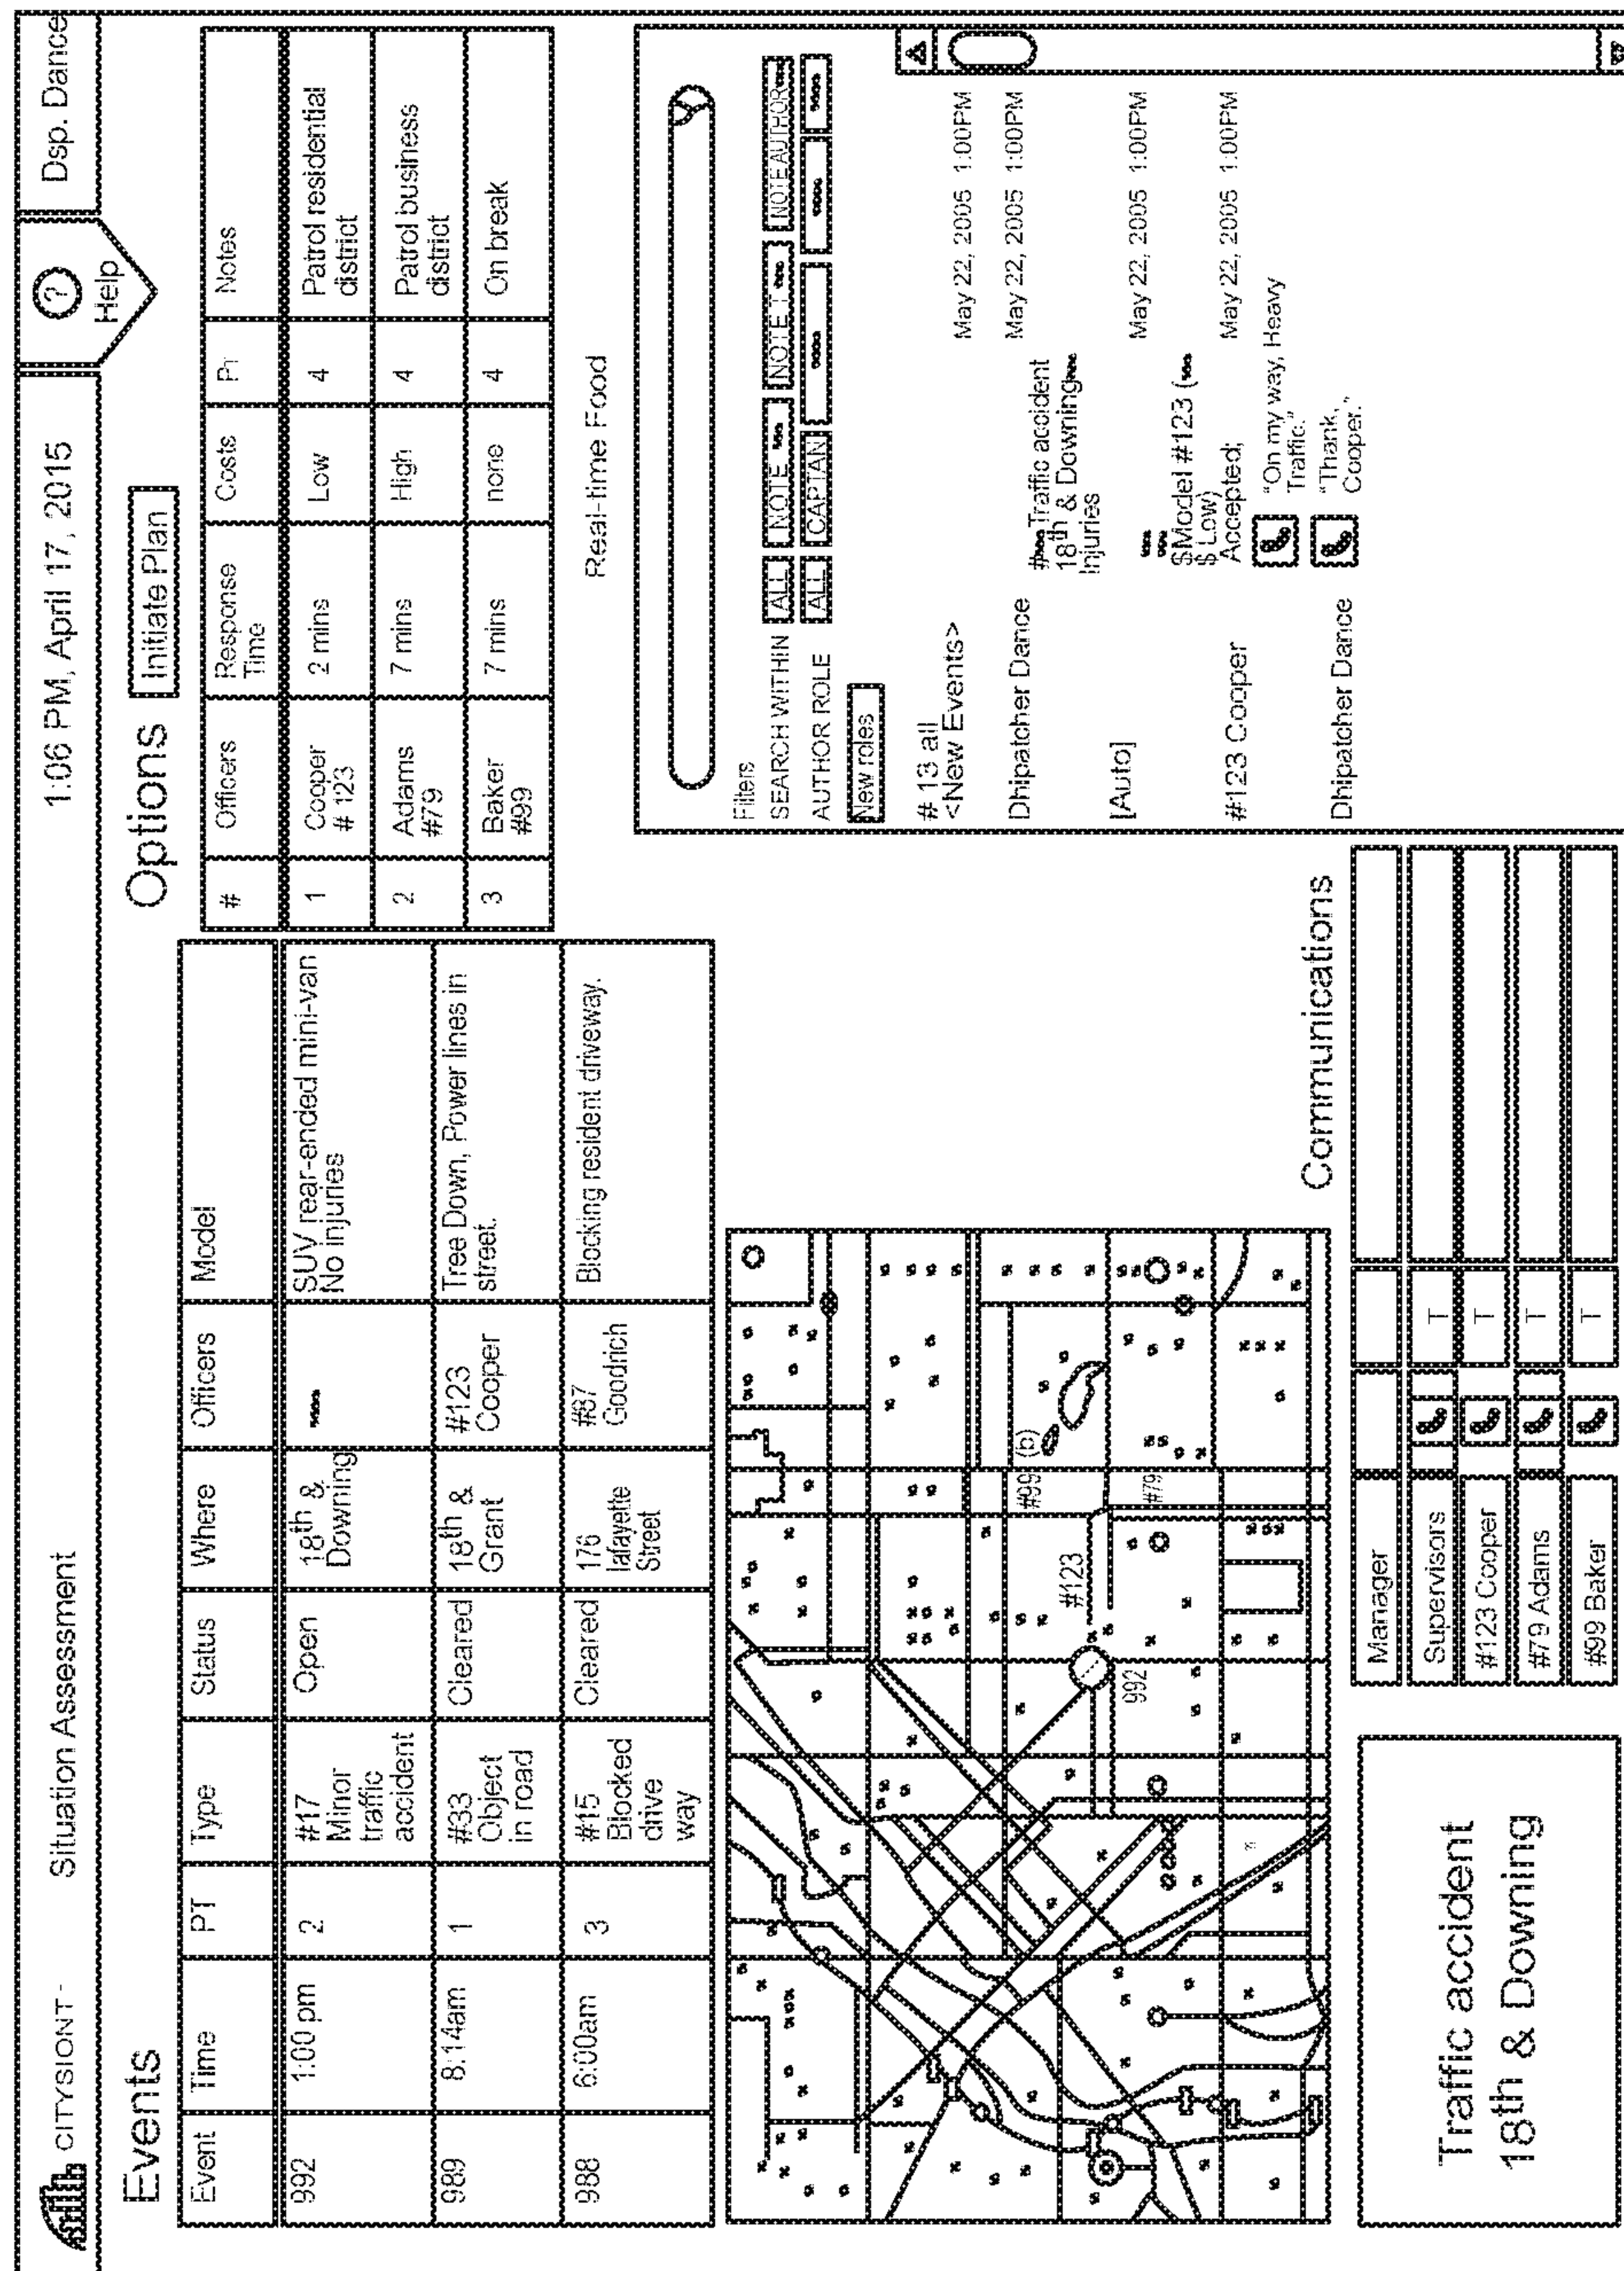 CITYSIONT - Situation Assessment 1:06 PM, April 17, 2015 ? Help Dsp. Dance
Events
Event Time PT Type Status Where Officers Model
992 1:00 pm 2 #17 Minor traffic accident Open 18th & Downing SUV rear-ended mini-van No injuries
989 8:14am 1 #33 Object in road Cleared 18th & Grant #123 Cooper Tree Down, Power lines in street.
988 6:00am 3 #15 Blocked drive way Cleared 176 lafayette Street #87 Goodrich Blocking resident driveway.
Options Initiate Plan
# Officers Response Time Costs Notes
1 Cooper # 123 2 mins Low 4 Patrol residential district
2 Adams #79 7 mins High 4 Patrol business district
3 Baker #99 7 mins none 4 On break
#99 (b)
#123
#79
992
Real-time Food
Filters
SEARCH WITHIN ALL NOTE NOTE T NOTE AUTHOR
AUTHOR ROLE ALL CAPTAN
New roles
# 13 all
<New Events> May 22, 2005 1:00PM
Dhipatcher Dance Traffic accident May 22, 2005 1:00PM
18th & Downing
Injuries
[Auto] May 22, 2005 1:00PM
$Model #123 (
$ Low)
#123 Cooper Accepted; May 22, 2005 1:00PM
"On my way, Heavy
Traffic."
Dhipatcher Dance "Thank,
Cooper."
Traffic accident
18th & Downing
Communications
Manager
Supervisors T
#123 Cooper T
#79 Adams T
#99 Baker T